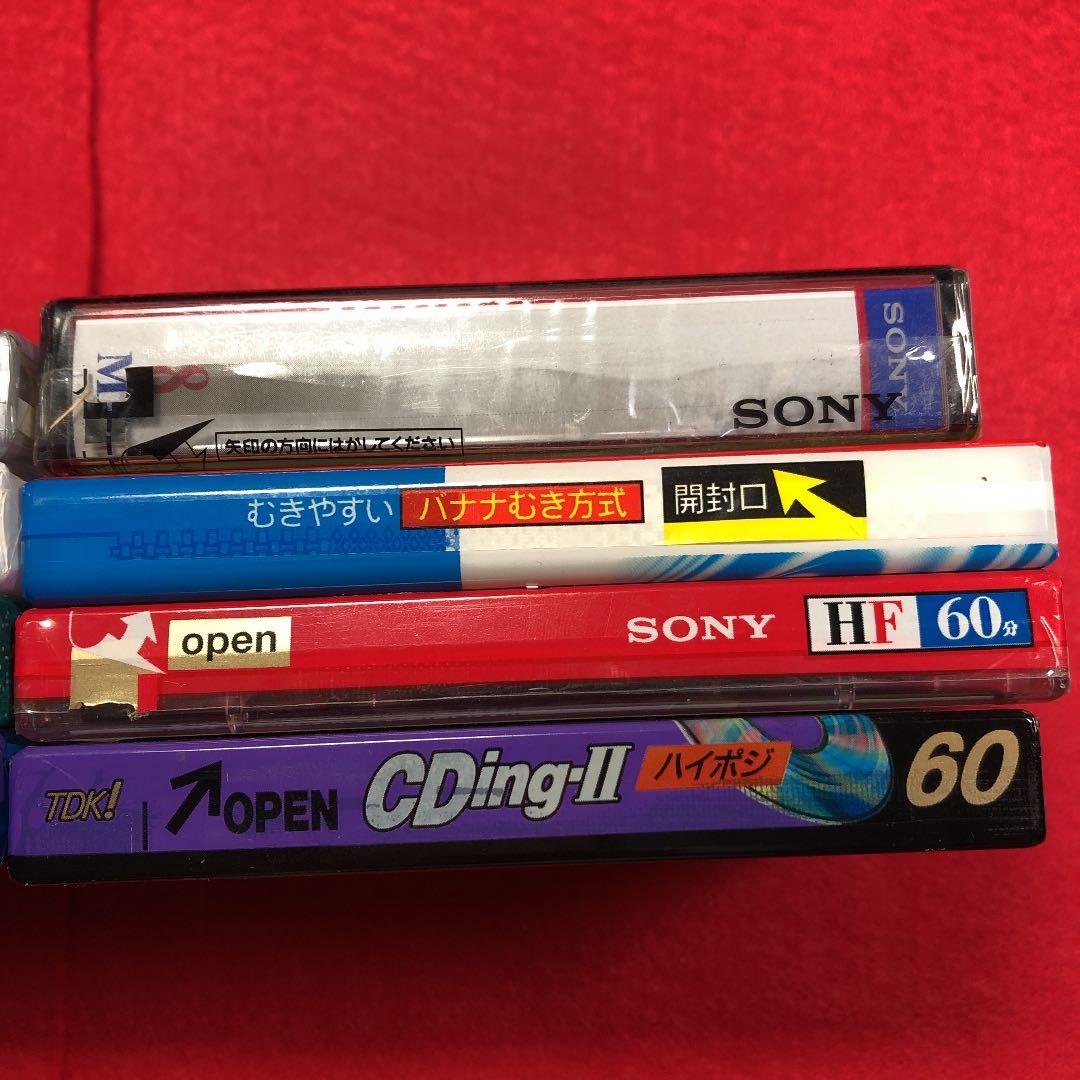 M 8
SONY
SONY
矢印の方向にはがしてください
むきやすい バナナむき方式 開封口
open SONY HF 60分
TDK! OPEN CDing-II ハイポジ 60